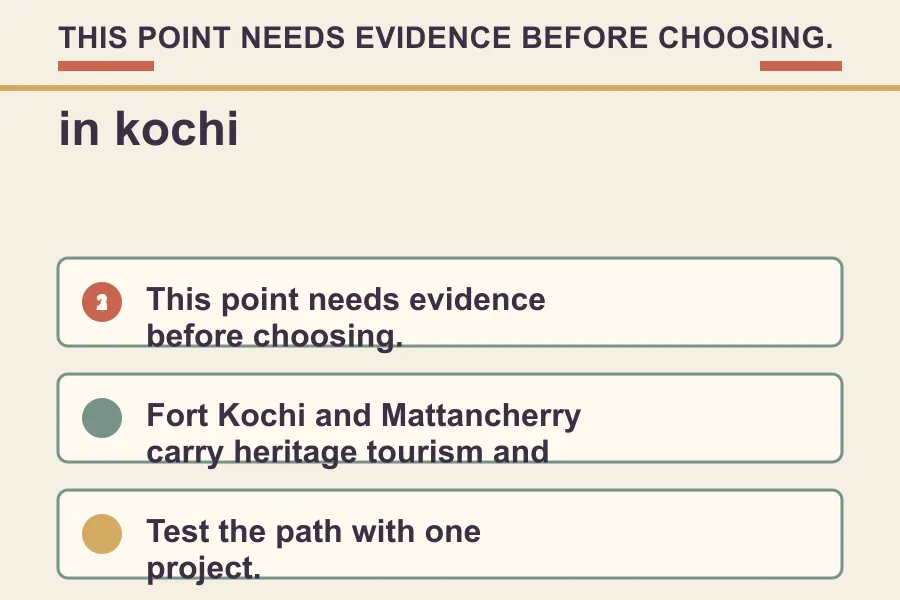 THIS POINT NEEDS EVIDENCE BEFORE CHOOSING.
in kochi
This point needs evidence
before choosing.
Fort Kochi and Mattancherry
carry heritage tourism and
Test the path with one
project.